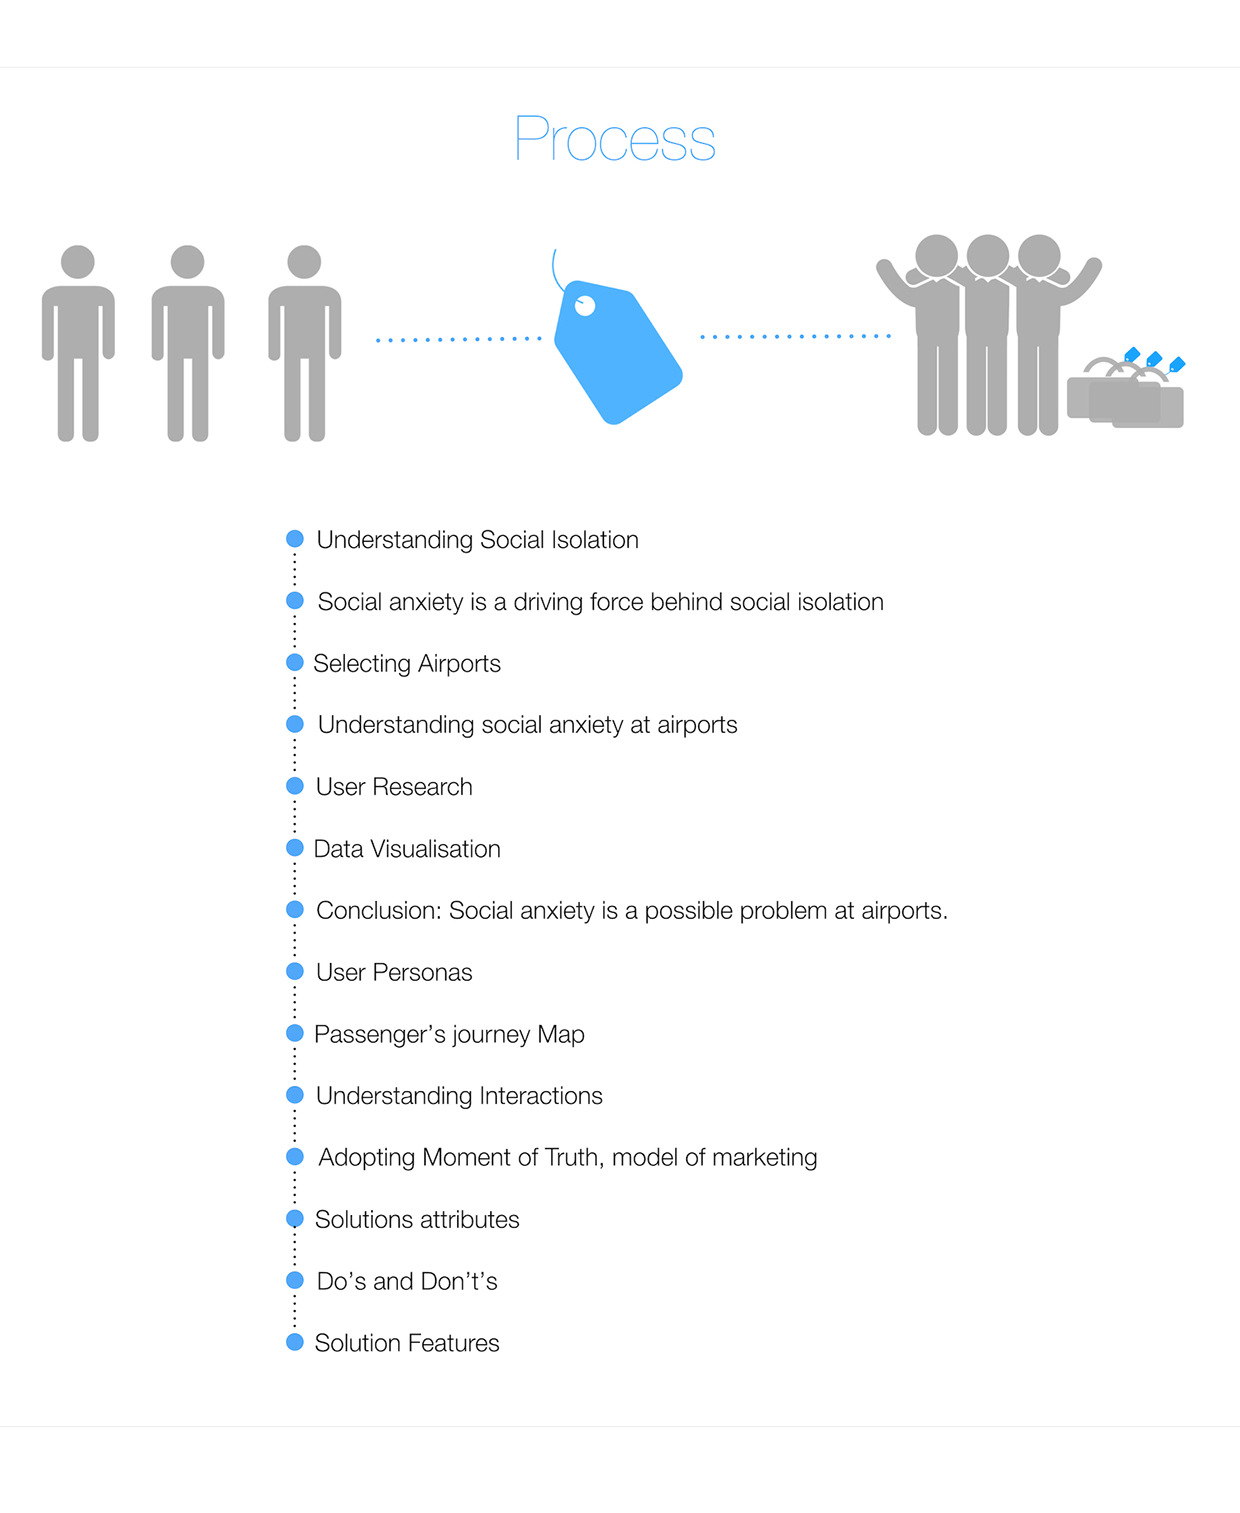 Process
Understanding Social Isolation
Social anxiety is a driving force behind social isolation
Selecting Airports
Understanding social anxiety at airports
User Research
Data Visualisation
Conclusion: Social anxiety is a possible problem at airports.
User Personas
Passenger’s journey Map
Understanding Interactions
Adopting Moment of Truth, model of marketing
Solutions attributes
Do’s and Don’t’s
Solution Features